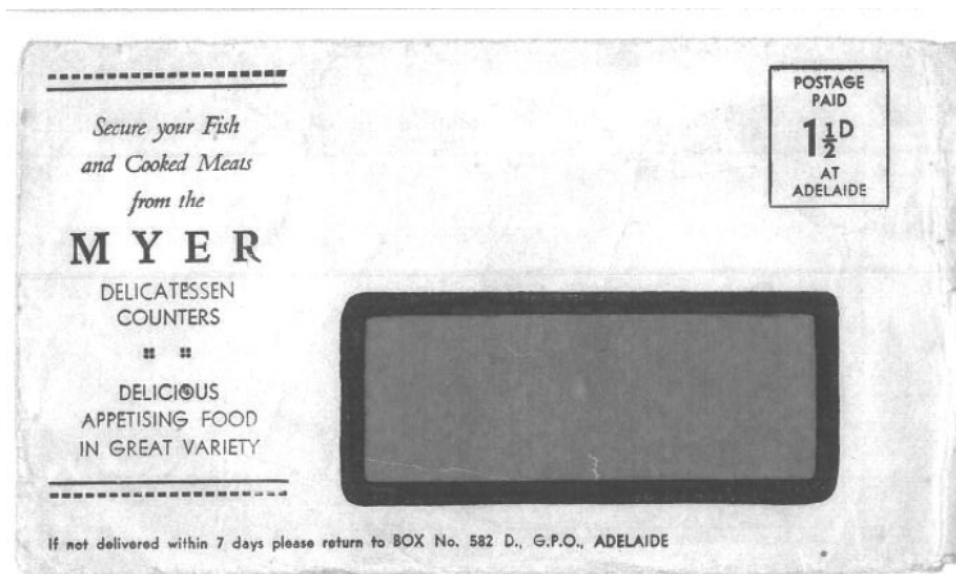 Secure your Fish
and Cooked Meats
from the
MYER
DELICATESSEN
COUNTERS
DELICIOUS
APPETISING FOOD
IN GREAT VARIETY
POSTAGE
PAID
1½D
AT
ADELAIDE
If not delivered within 7 days please return to BOX No. 582 D., G.P.O., ADELAIDE